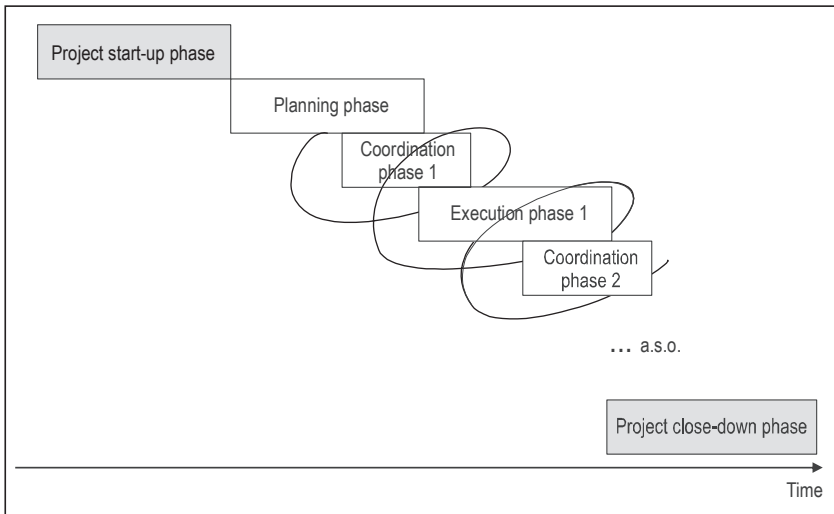 Project start-up phase
Planning phase
Coordination
phase 1
Execution phase 1
Coordination
phase 2
... a.s.o.
Project close-down phase
Time